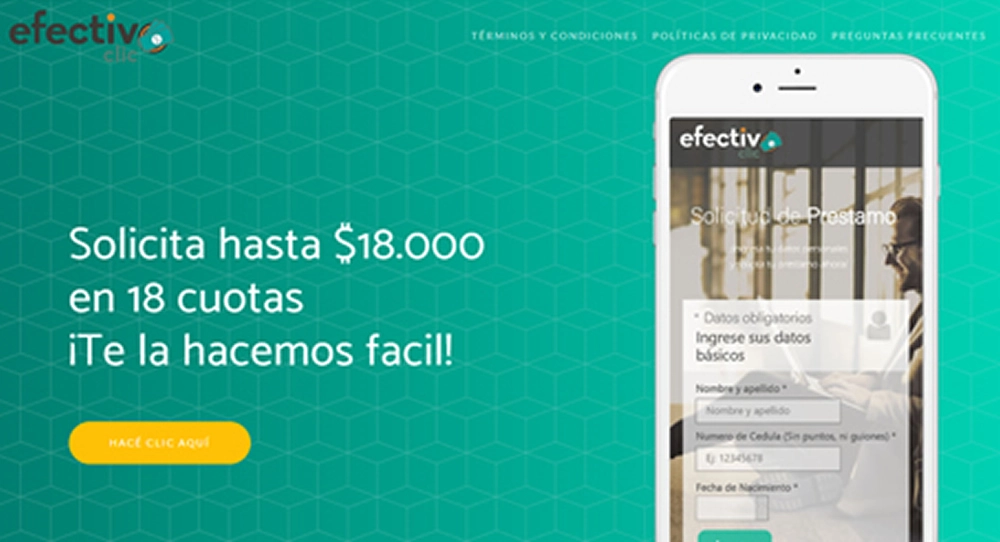 efectivo
clic
TÉRMINOS Y CONDICIONES POLÍTICAS DE PRIVACIDAD PREGUNTAS FRECUENTES
Solicita hasta $18.000
en 18 cuotas
¡Te la hacemos facil!
HACÉ CLIC AQUÍ
efectivo
clic
Solicitud de Prestamo
* Datos obligatorios
Ingrese sus datos
básicos
Nombre y apellido *
Nombre y apellido
Numero de Cedula (Sin puntos, ni guiones) *
Ej: 12345678
Fecha de Nacimiento *